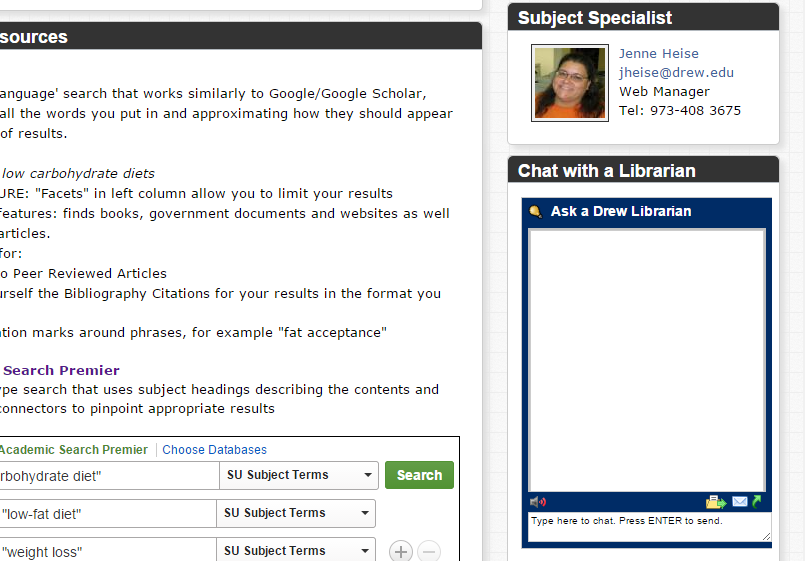 sources
anguage' search that works similarly to Google/Google Scholar,
all the words you put in and approximating how they should appear
of results.
low carbohydrate diets
URE: "Facets" in left column allow you to limit your results
features: finds books, government documents and websites as well
articles.
for:
o Peer Reviewed Articles
urself the Bibliography Citations for your results in the format you
tion marks around phrases, for example "fat acceptance"
Search Premier
ype search that uses subject headings describing the contents and
connectors to pinpoint appropriate results
Academic Search Premier Choose Databases
rbohydrate diet" SU Subject Terms Search
"low-fat diet" SU Subject Terms
"weight loss" SU Subject Terms
Subject Specialist
Jenne Heise
jheise@drew.edu
Web Manager
Tel: 973-408 3675
Chat with a Librarian
Ask a Drew Librarian
Type here to chat. Press ENTER to send.